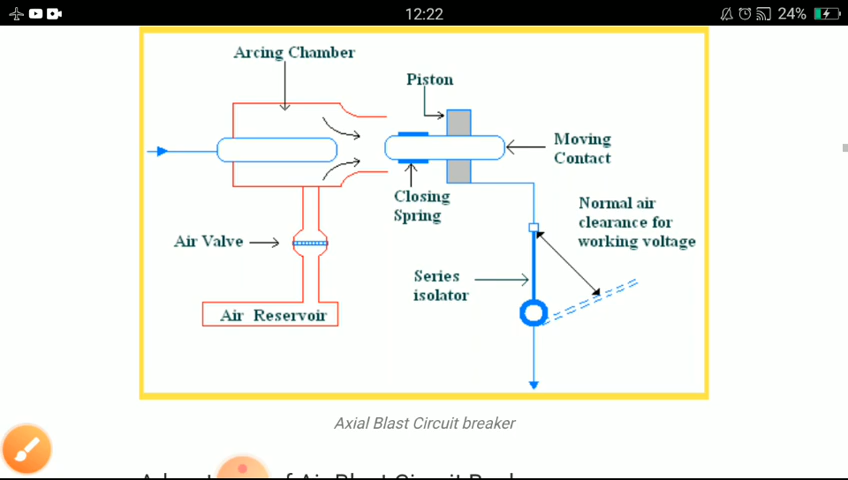 12:22
24%
Arcing Chamber
Piston
Moving
Contact
Closing
Spring
Normal air
clearance for
working voltage
Air Valve
Series
isolator
Air Reservoir
Axial Blast Circuit breaker